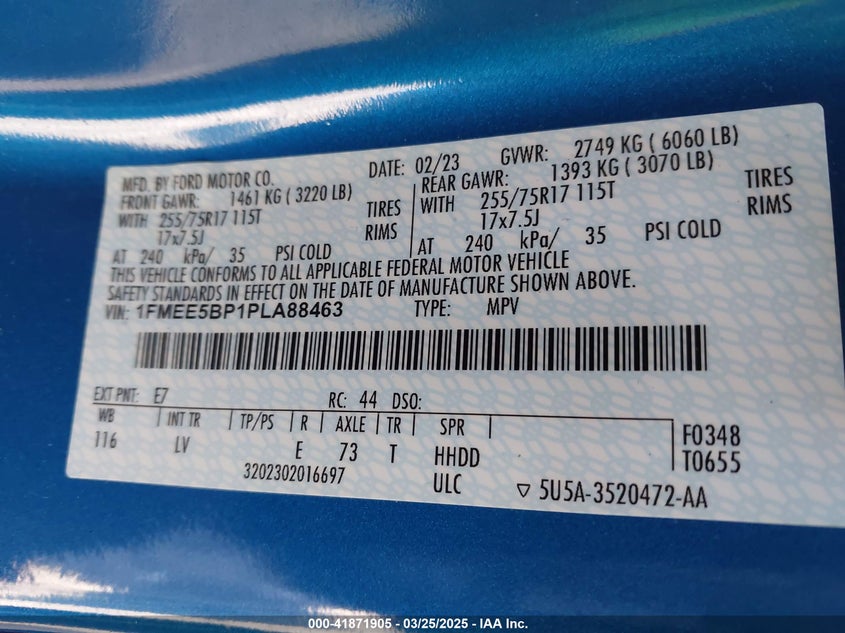 MFD. BY FORD MOTOR CO. DATE: 02/23 GVWR: 2749 KG ( 6060 LB)
FRONT GAWR: 1461 KG ( 3220 LB) REAR GAWR: 1393 KG ( 3070 LB)
WITH 255/75R17 115T TIRES WITH 255/75R17 115T TIRES
17x7.5J RIMS 17x7.5J RIMS
AT 240 kPa/ 35 PSI COLD AT 240 kPa/ 35 PSI COLD
THIS VEHICLE CONFORMS TO ALL APPLICABLE FEDERAL MOTOR VEHICLE
SAFETY STANDARDS IN EFFECT ON THE DATE OF MANUFACTURE SHOWN ABOVE.
VIN: 1FMEE5BP1PLA88463 TYPE: MPV
EXT PNT: E7 RC: 44 DSO:
WB INT TR TP/PS R AXLE TR SPR F0348
116 LV E 73 T HHDD T0655
3202302016697 ULC ▽ 5U5A-3520472-AA
000-41871905 / 03/25/2025 - IAA Inc.